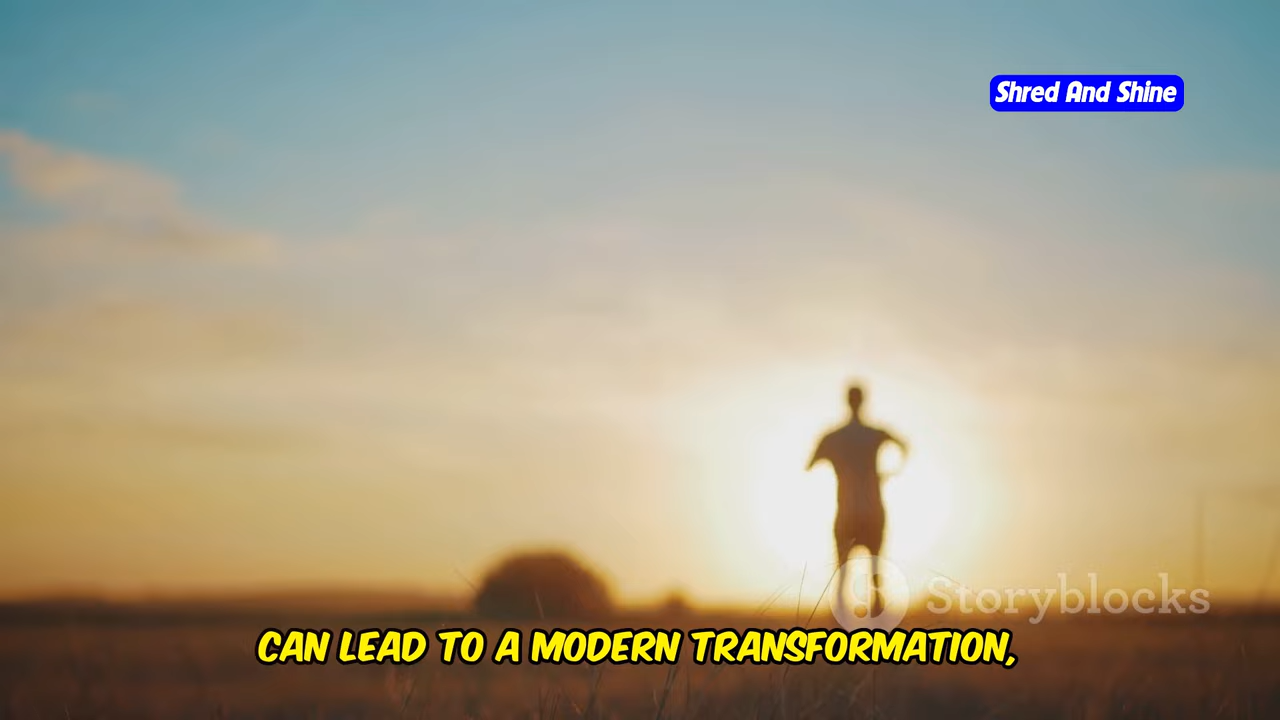 Shred And Shine
Storyblocks
CAN LEAD TO A MODERN TRANSFORMATION,